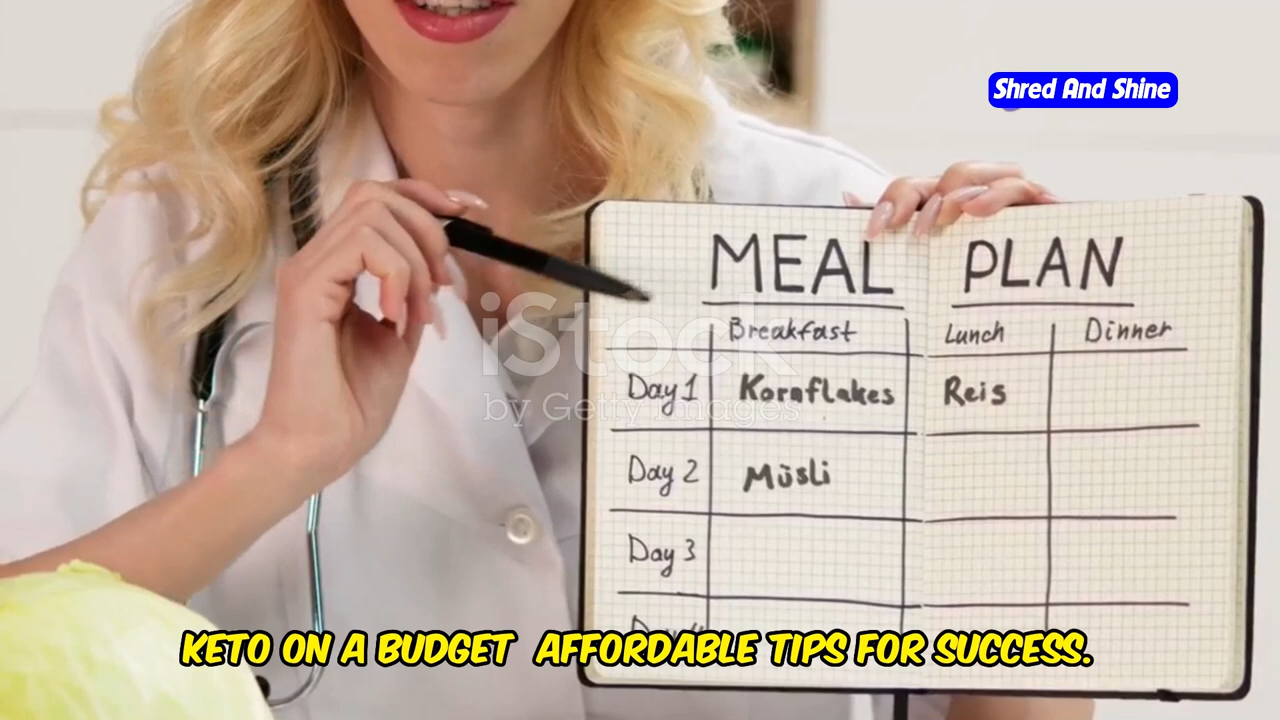 Shred And Shine
MEAL PLAN
Breakfast Lunch Dinner
Day 1 Kornflakes Reis
iStock
by Getty Images
Day 2 Müsli
Day 3
KETO ON A BUDGET AFFORDABLE TIPS FOR SUCCESS.